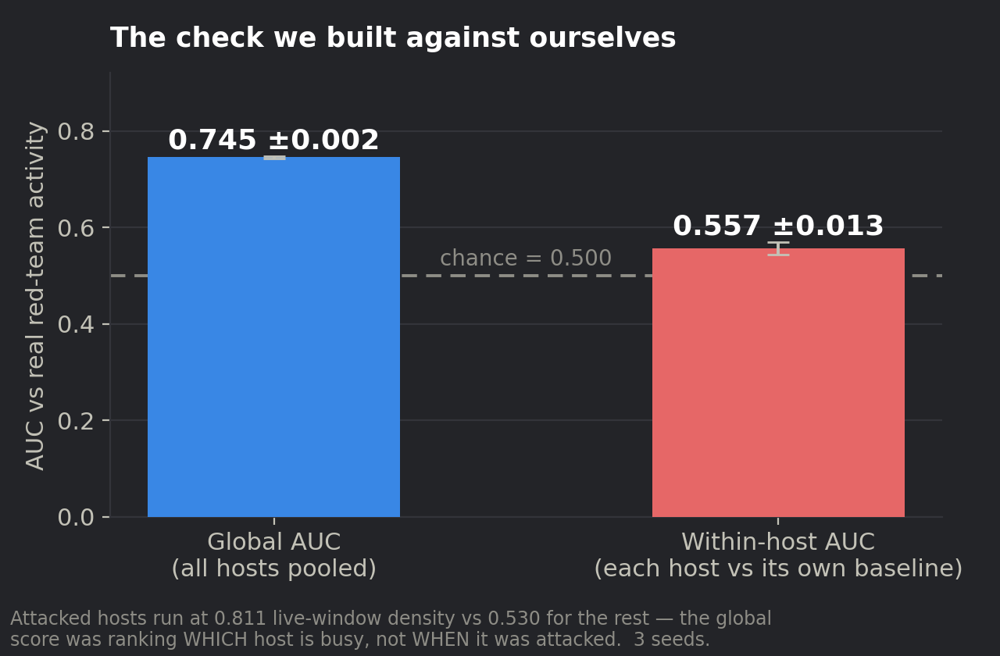 The check we built against ourselves
AUC vs real red-team activity
0.8
0.6
0.4
0.2
0.0
0.745 ±0.002
0.557 ±0.013
chance = 0.500
Global AUC
(all hosts pooled)
Within-host AUC
(each host vs its own baseline)
Attacked hosts run at 0.811 live-window density vs 0.530 for the rest — the global
score was ranking WHICH host is busy, not WHEN it was attacked.  3 seeds.